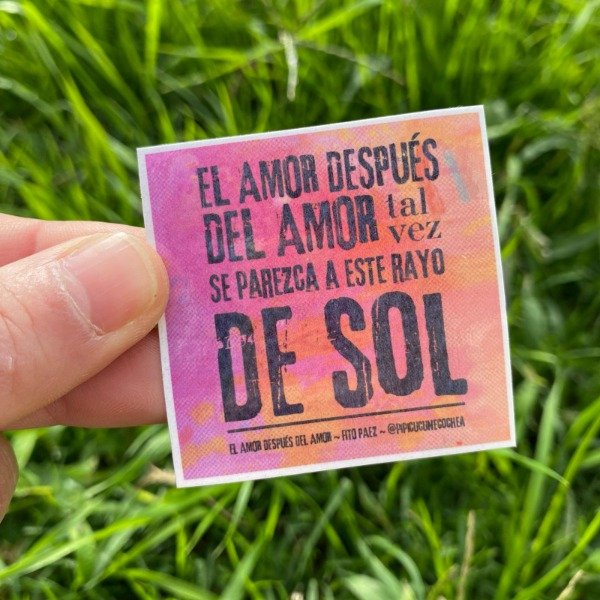 EL AMOR DESPUÉS
DEL AMOR tal vez
SE PAREZCA A ESTE RAYO
DE SOL
EL AMOR DESPUÉS DEL AMOR ~ FITO PAEZ ~ @PIPICUCUNECOCHEA